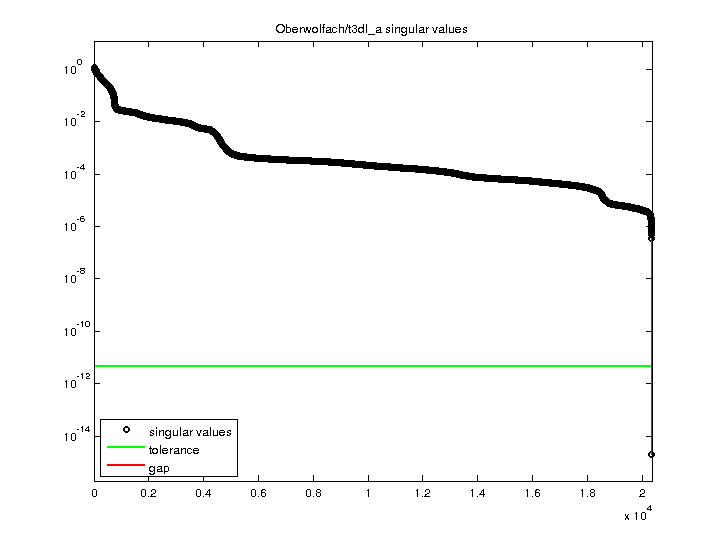 Oberwolfach/t3dl_a singular values
10^0
10^-2
10^-4
10^-6
10^-8
10^-10
10^-12
10^-14
singular values
tolerance
gap
0 0.2 0.4 0.6 0.8 1 1.2 1.4 1.6 1.8 2
x 10^4